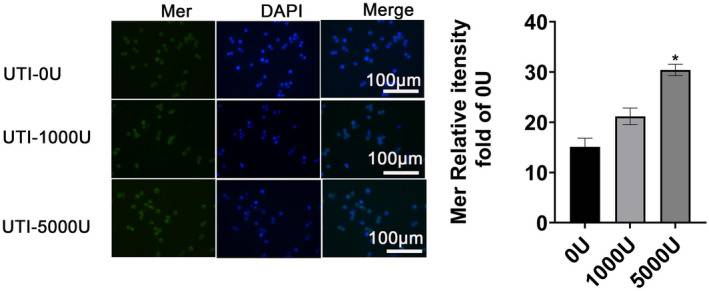 Mer DAPI Merge
UTI-0U
100μm
UTI-1000U
100μm
UTI-5000U
100μm
Mer Relative itensity
fold of 0U
40
30
20
10
0
*
0U
1000U
5000U